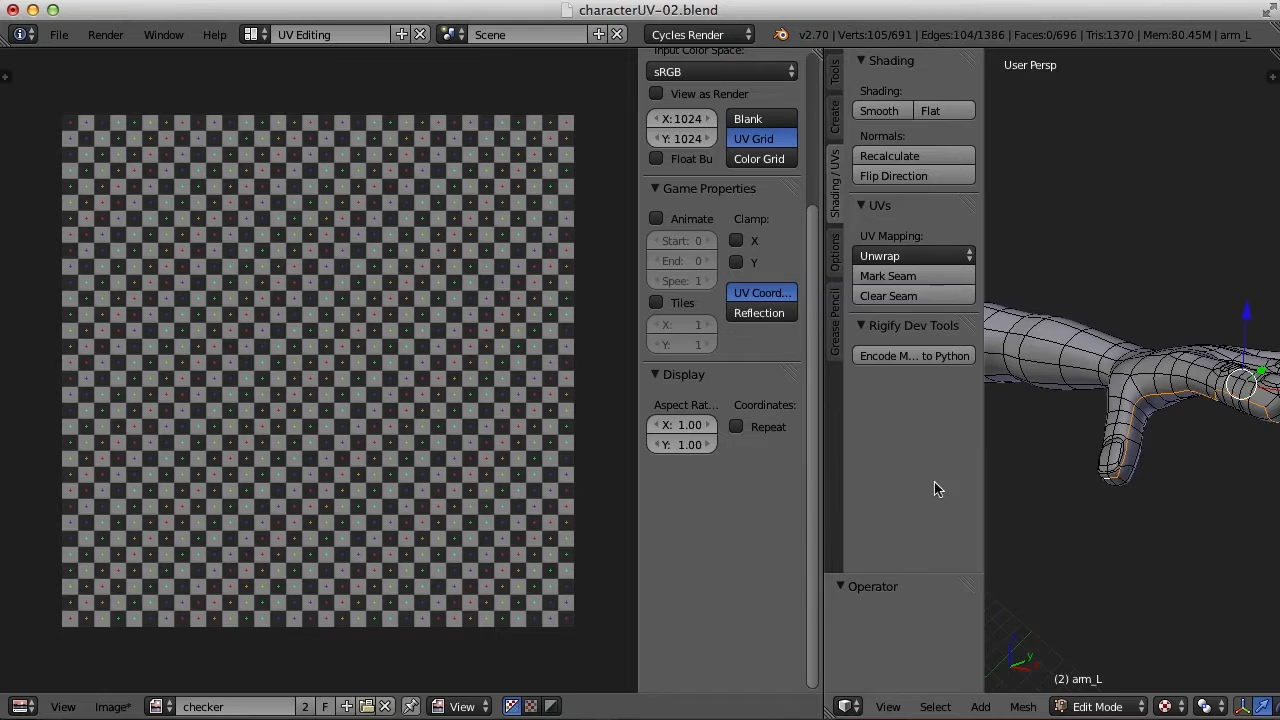 characterUV-02.blend
File Render Window Help UV Editing Scene Cycles Render v2.70 | Verts:105/691 | Edges:104/1386 | Faces:0/696 | Tris:1370 | Mem:80.45M | arm_L
Input Color Space:
sRGB
View as Render
X: 1024 Blank
Y: 1024 UV Grid
Float Bu Color Grid
Game Properties
Animate Clamp:
Start: 0 X
End: 0 Y
Spee: 1
Tiles UV Coord...
X: 1 Reflection
Y: 1
Display
Aspect Rat... Coordinates:
X: 1.00 Repeat
Y: 1.00
Tools
Create
Shading / UVs
Options
Grease Pencil
Shading
Shading:
Smooth Flat
Normals:
Recalculate
Flip Direction
UVs
UV Mapping:
Unwrap
Mark Seam
Clear Seam
Rigify Dev Tools
Encode M... to Python
Operator
User Persp
z
y
x
(2) arm_L
View Image* checker 2 F View
View Select Add Mesh Edit Mode